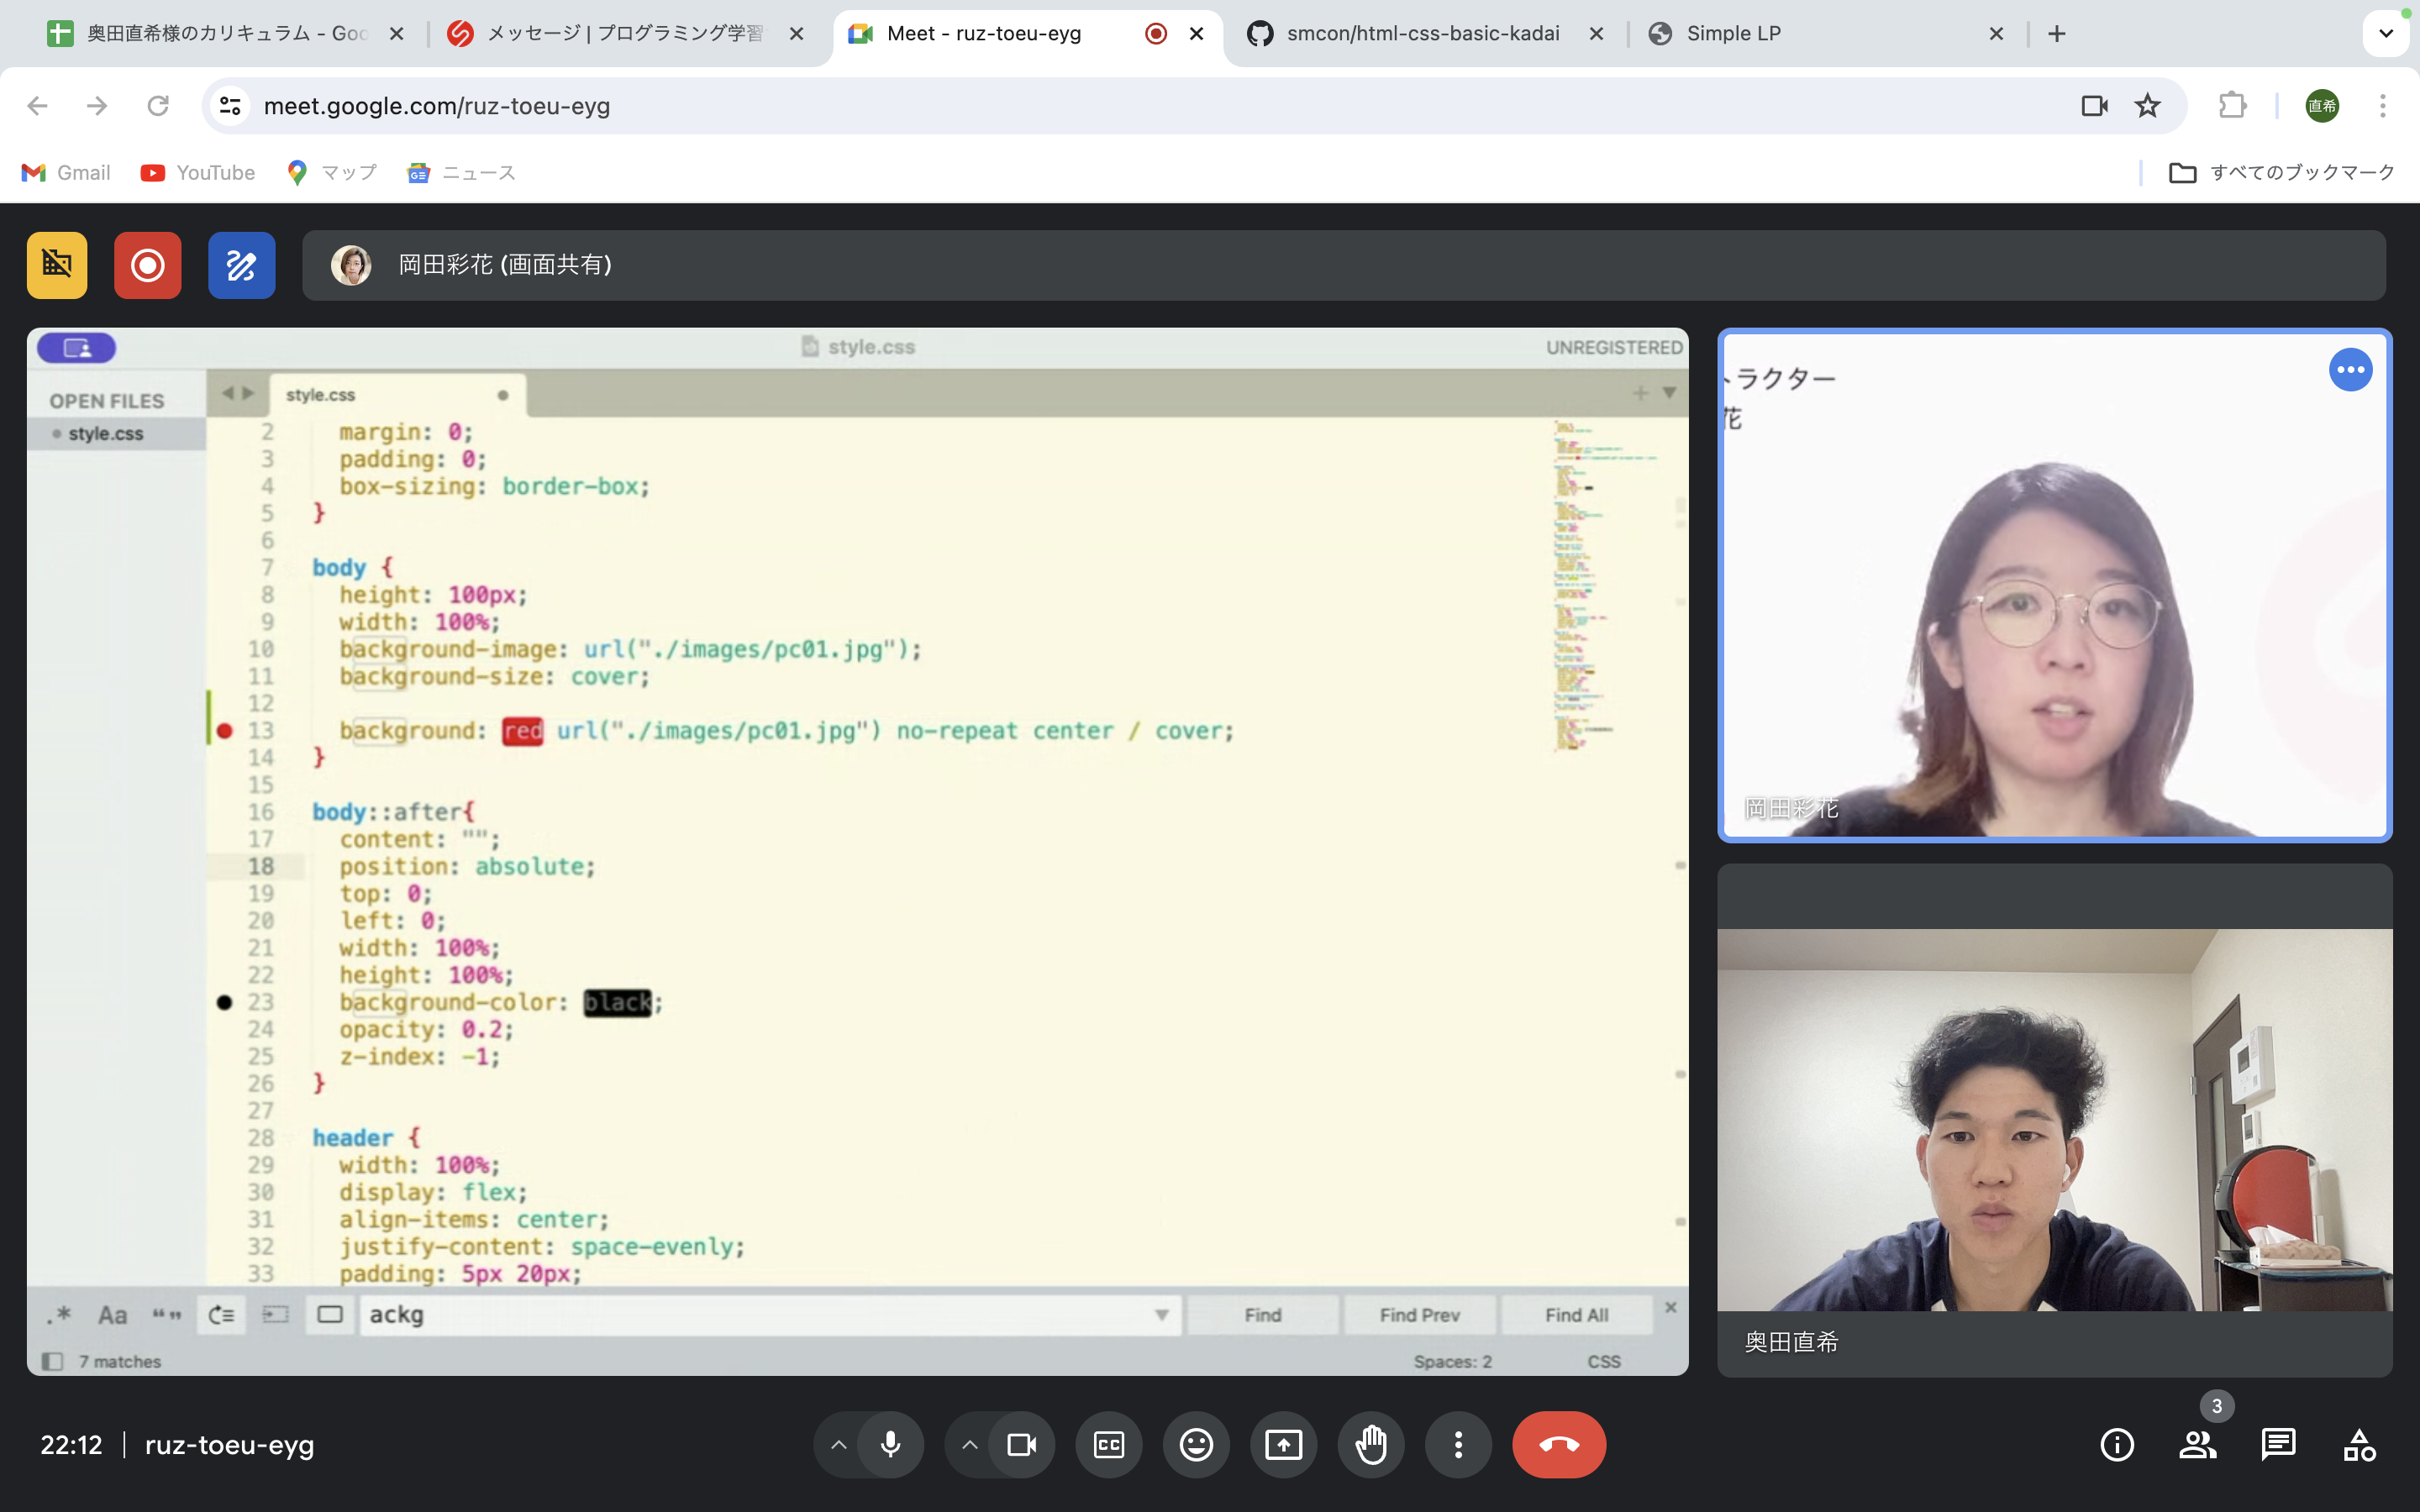 奥田直希様のカリキュラム - Goo
メッセージ | プログラミング学習
Meet - ruz-toeu-eyg
smcon/html-css-basic-kadai
Simple LP
meet.google.com/ruz-toeu-eyg
直希
Gmail
YouTube
マップ
GE
ニュース
すべてのブックマーク
岡田彩花 (画面共有)
style.css
UNREGISTERED
OPEN FILES
style.css
style.css
2 margin: 0;
3 padding: 0;
4 box-sizing: border-box;
5 }
6
7 body {
8 height: 100px;
9 width: 100%;
10 background-image: url("./images/pc01.jpg");
11 background-size: cover;
12
13 background: red url("./images/pc01.jpg") no-repeat center / cover;
14 }
15
16 body::after{
17 content: "";
18 position: absolute;
19 top: 0;
20 left: 0;
21 width: 100%;
22 height: 100%;
23 background-color: black;
24 opacity: 0.2;
25 z-index: -1;
26 }
27
28 header {
29 width: 100%;
30 display: flex;
31 align-items: center;
32 justify-content: space-evenly;
33 padding: 5px 20px;
.* Aa “” ackg Find Find Prev Find All
7 matches
Spaces: 2
CSS
トラクター
花
岡田彩花
奥田直希
22:12 | ruz-toeu-eyg
CC
3